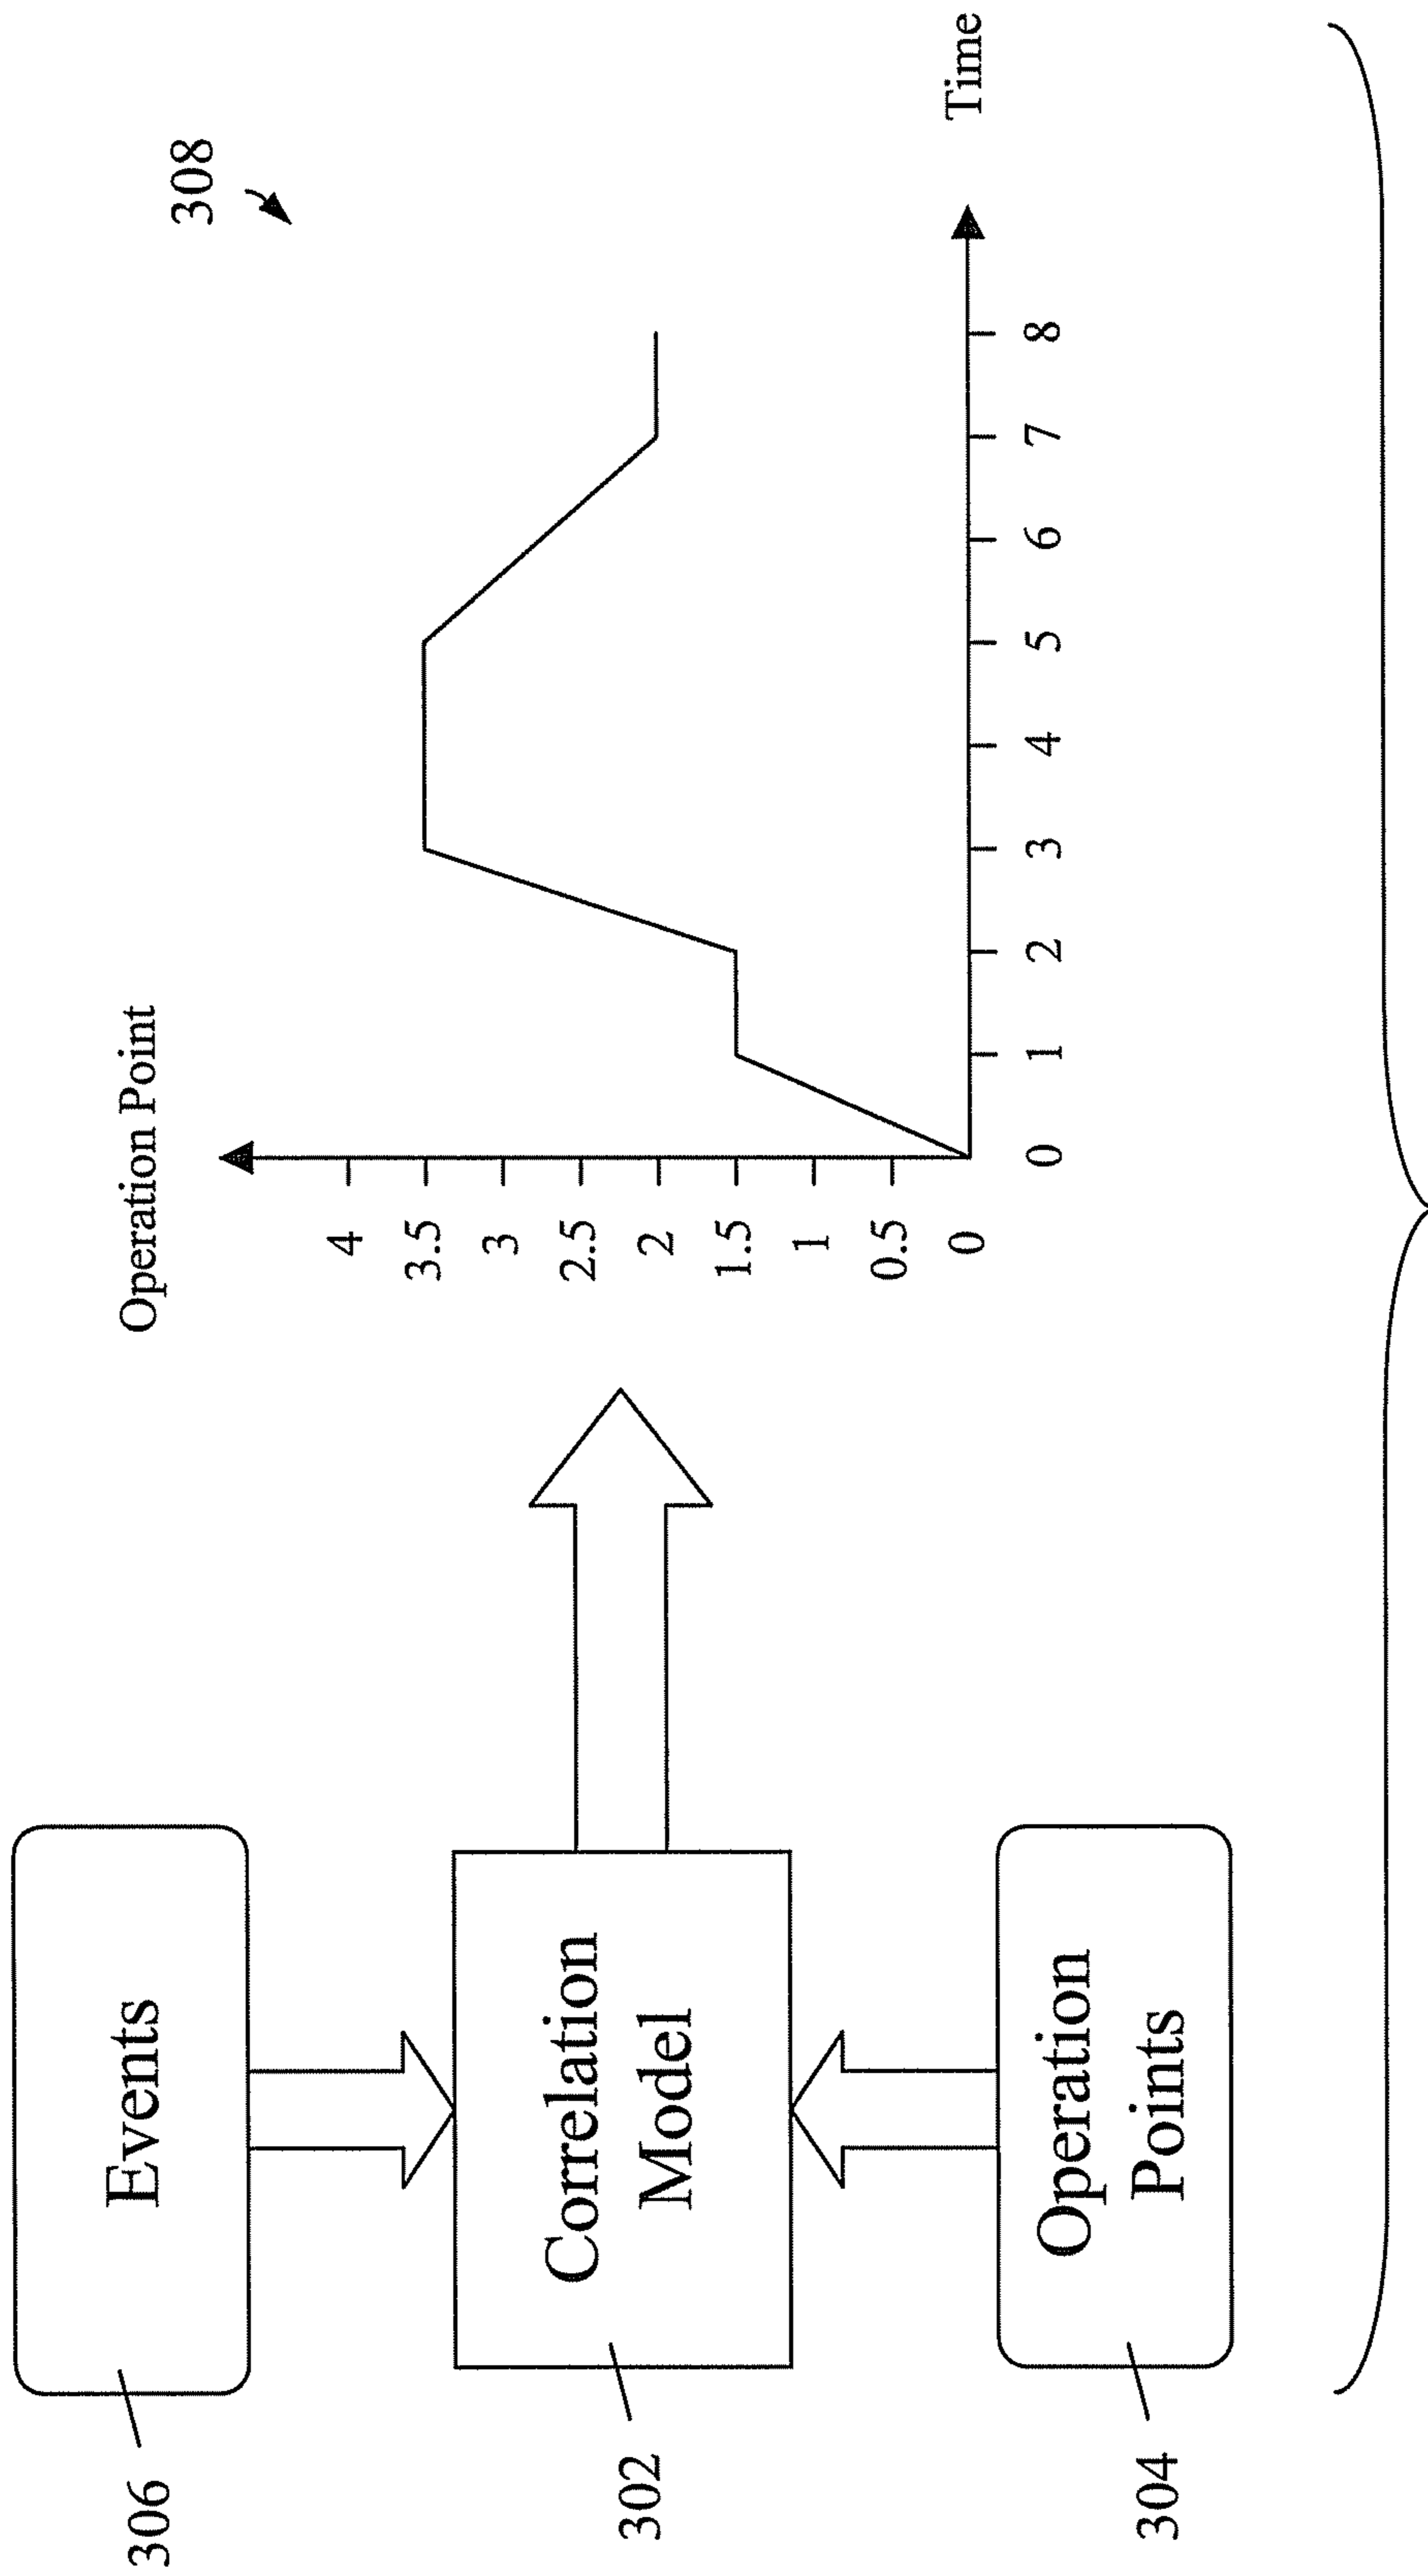 306
Events
302
Correlation
Model
304
Operation
Points
308
Operation Point
4
3.5
3
2.5
2
1.5
1
0.5
0
0 1 2 3 4 5 6 7 8
Time